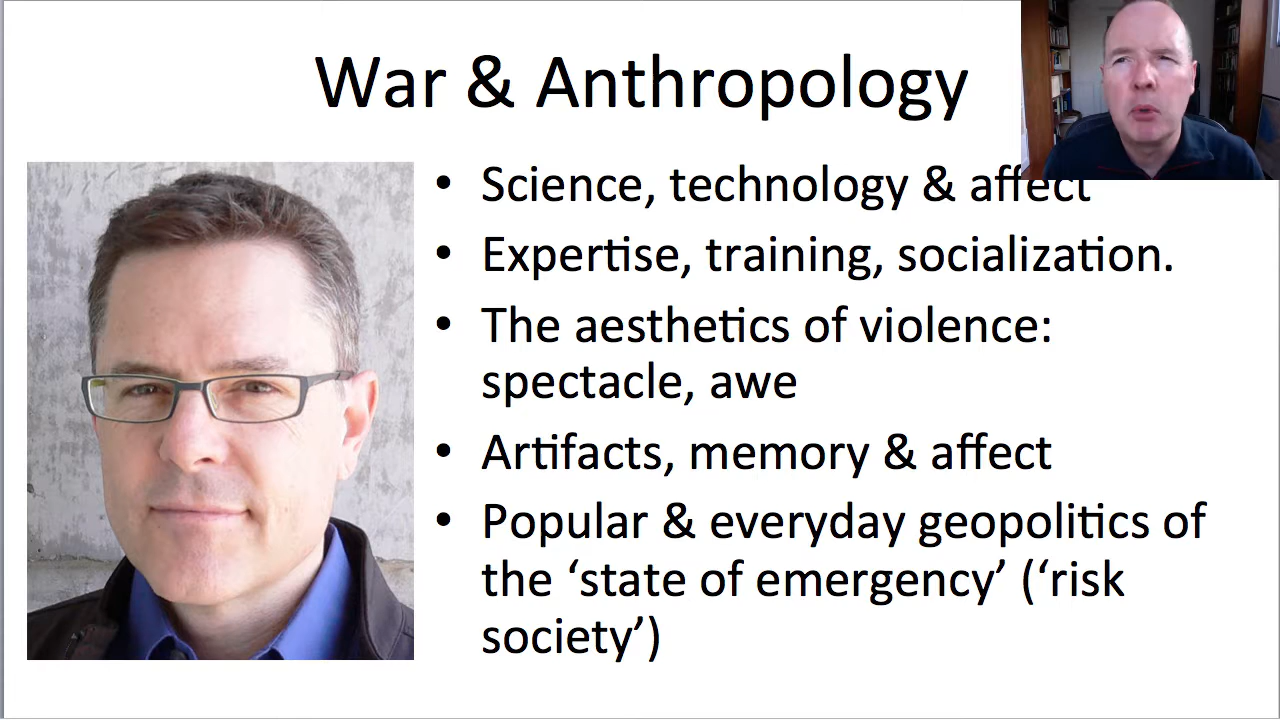 War & Anthropology
• Science, technology & affect
• Expertise, training, socialization.
• The aesthetics of violence:
spectacle, awe
• Artifacts, memory & affect
• Popular & everyday geopolitics of
the ‘state of emergency’ (‘risk
society’)